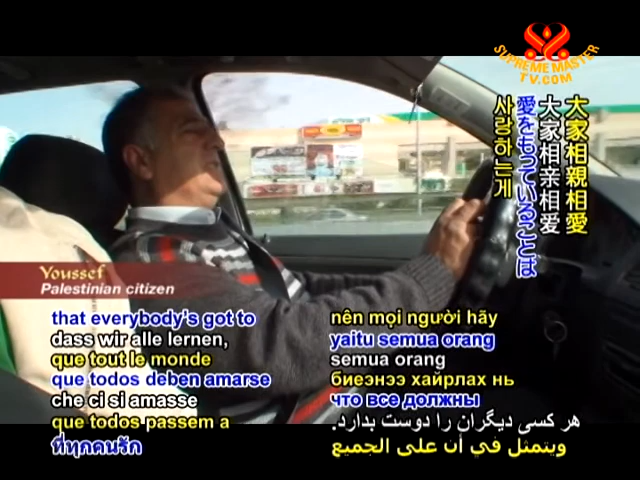 SUPREME MASTER
TV.COM
大家相親相愛
大家相亲相爱
愛をもっていることは
사랑하는게
Youssef
Palestinian citizen
that everybody's got to
dass wir alle lernen,
que tout le monde
que todos deben amarse
che ci si amasse
que todos passem a
ที่ทุกคนรัก
nên mọi người hãy
yaitu semua orang
semua orang
биеэнээ хайрлах нь
что все должны
هر کسی دیگران را دوست بدارد.
ويتمثل في أن على الجميع